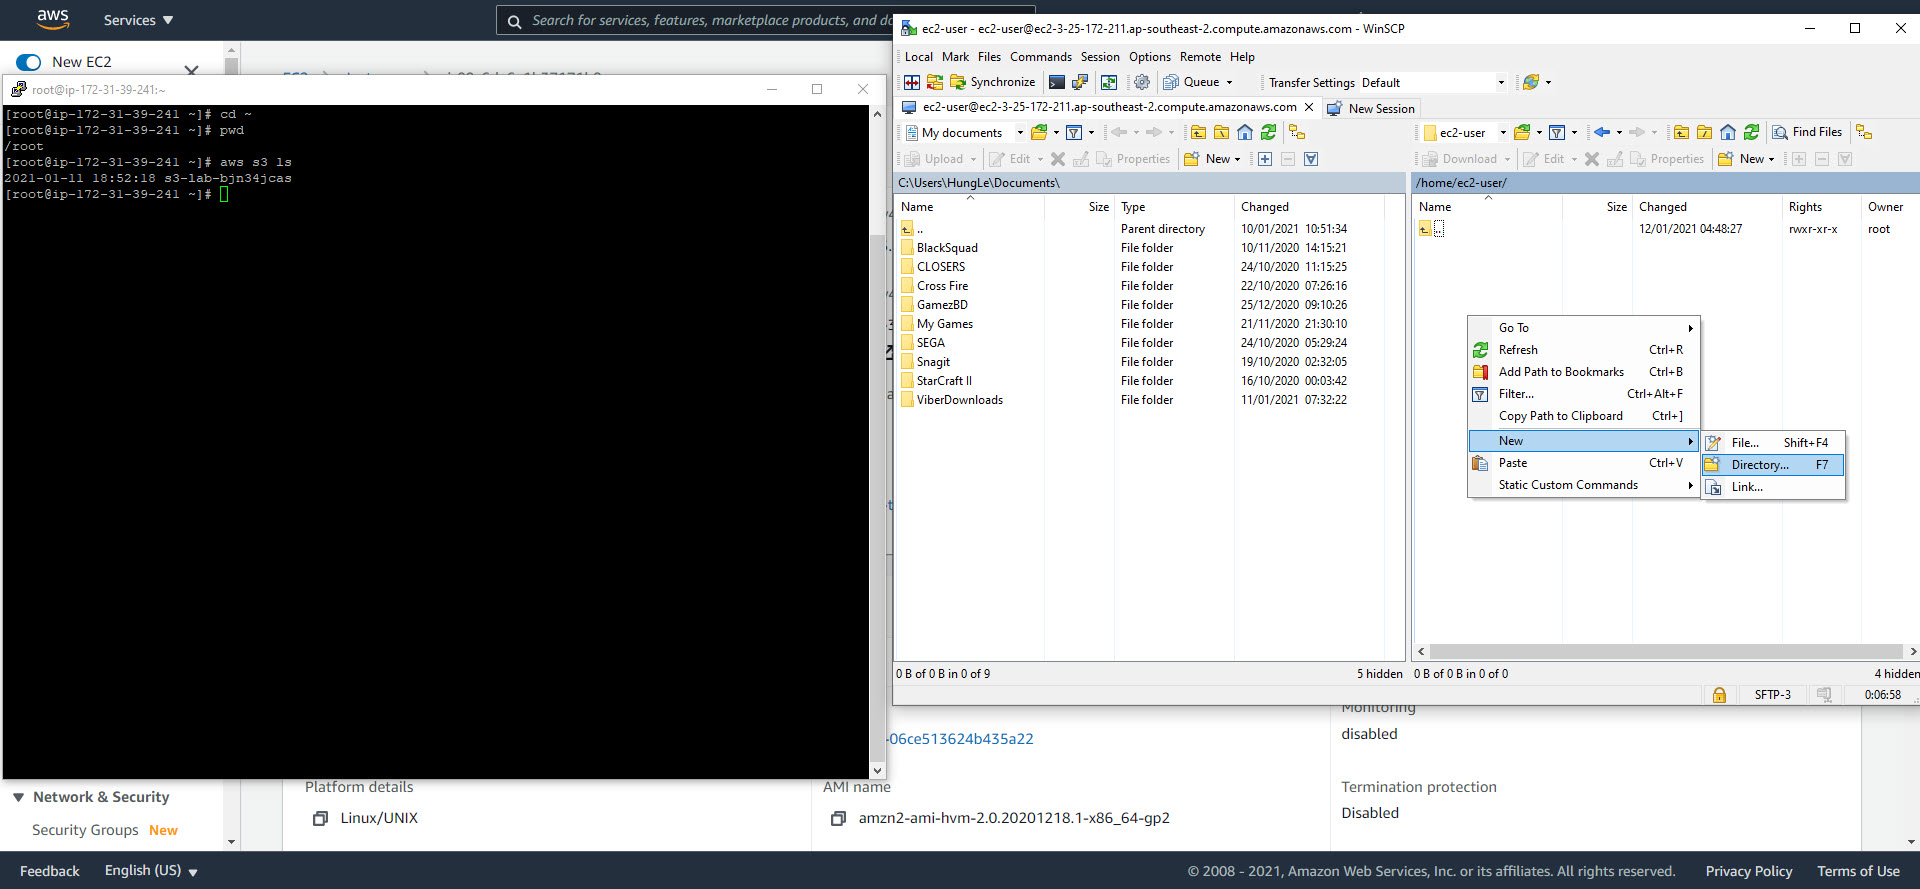 aws
Services
Search for services, features, marketplace products, and do
New EC2
root@ip-172-31-39-241:~
[root@ip-172-31-39-241 ~]# cd ~
[root@ip-172-31-39-241 ~]# pwd
/root
[root@ip-172-31-39-241 ~]# aws s3 ls
2021-01-11 18:52:18 s3-lab-bjn34jcas
[root@ip-172-31-39-241 ~]#
ec2-user - ec2-user@ec2-3-25-172-211.ap-southeast-2.compute.amazonaws.com - WinSCP
Local Mark Files Commands Session Options Remote Help
Synchronize Queue Transfer Settings Default
ec2-user@ec2-3-25-172-211.ap-southeast-2.compute.amazonaws.com New Session
My documents
Upload Edit Properties New
C:\Users\HungLe\Documents\
Name Size Type Changed
.. Parent directory 10/01/2021 10:51:34
BlackSquad File folder 10/11/2020 14:15:21
CLOSERS File folder 24/10/2020 11:15:25
Cross Fire File folder 22/10/2020 07:26:16
GamezBD File folder 25/12/2020 09:10:26
My Games File folder 21/11/2020 21:30:10
SEGA File folder 24/10/2020 05:29:24
Snagit File folder 19/10/2020 02:32:05
StarCraft II File folder 16/10/2020 00:03:42
ViberDownloads File folder 11/01/2021 07:32:22
0 B of 0 B in 0 of 9 5 hidden
ec2-user Find Files
Download Edit Properties New
/home/ec2-user/
Name Size Changed Rights Owner
.. 12/01/2021 04:48:27 rwxr-xr-x root
Go To
Refresh Ctrl+R
Add Path to Bookmarks Ctrl+B
Filter... Ctrl+Alt+F
Copy Path to Clipboard Ctrl+]
New
Paste Ctrl+V
Static Custom Commands
File... Shift+F4
Directory... F7
Link...
0 B of 0 B in 0 of 0 4 hidden
SFTP-3 0:06:58
-06ce513624b435a22
Monitoring
disabled
Platform details
Linux/UNIX
AMI name
amzn2-ami-hvm-2.0.20201218.1-x86_64-gp2
Termination protection
Disabled
Network & Security
Security Groups New
Feedback English (US)
© 2008 - 2021, Amazon Web Services, Inc. or its affiliates. All rights reserved. Privacy Policy Terms of Use